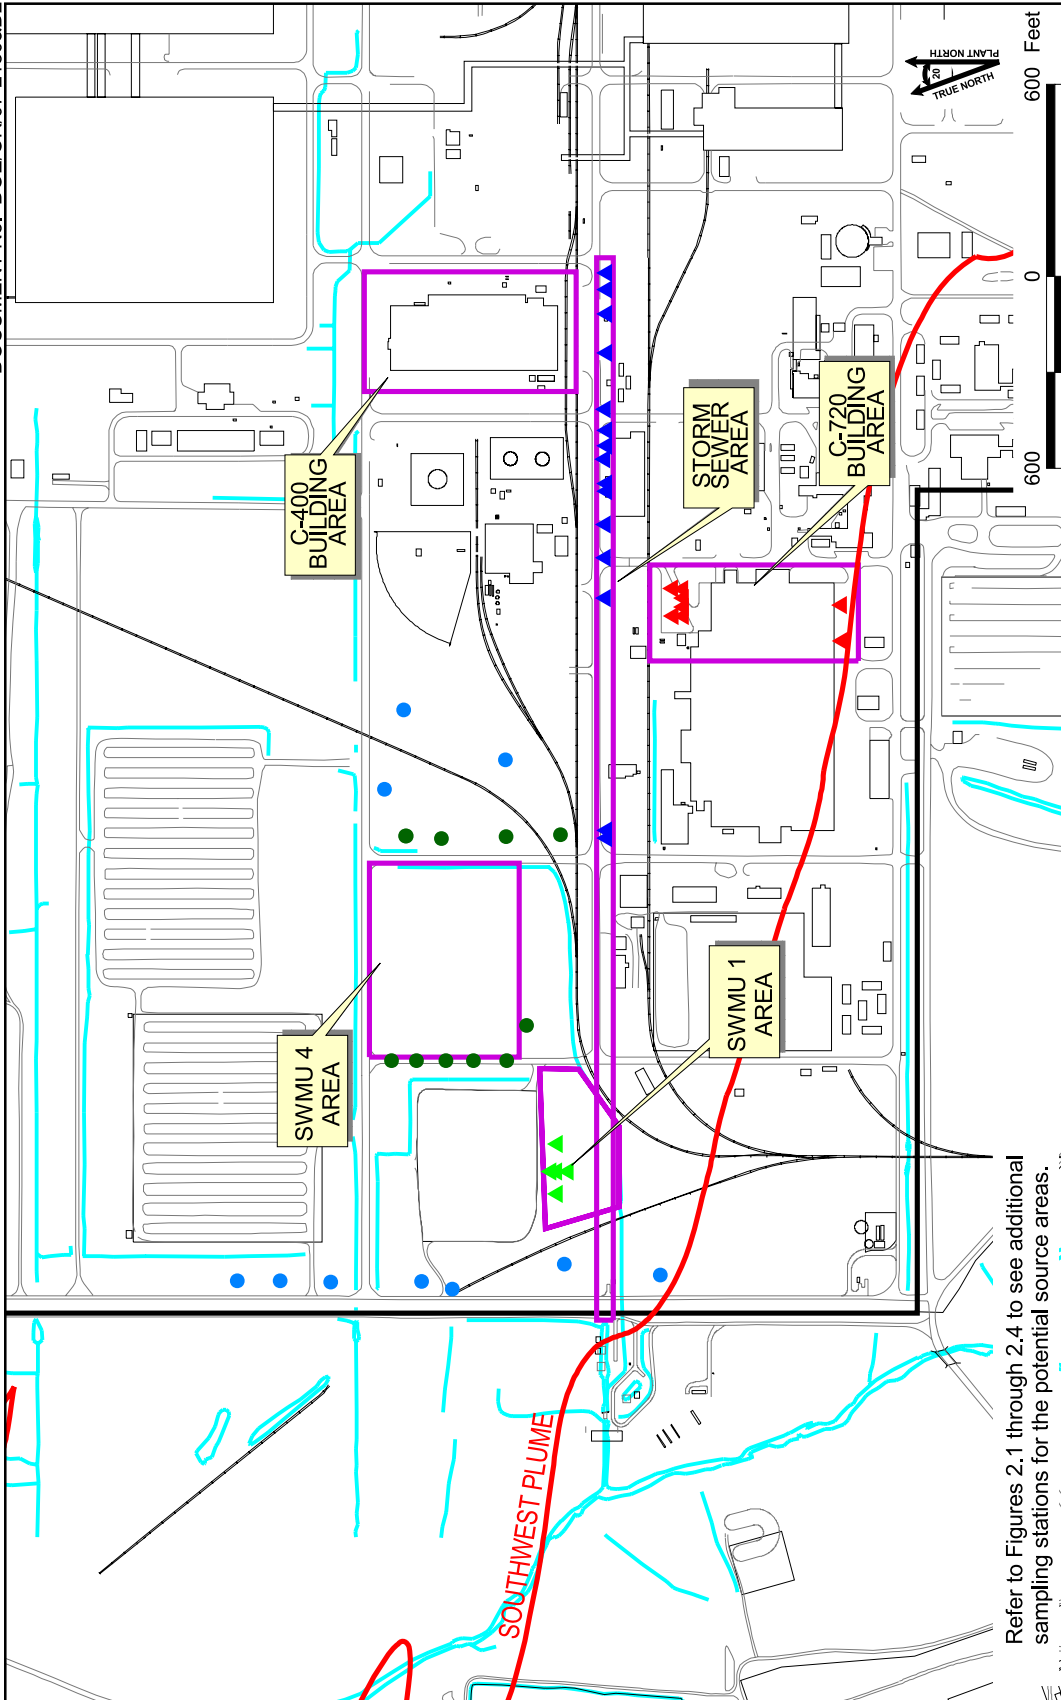 C-400
BUILDING
AREA
STORM
SEWER
AREA
C-720
BUILDING
AREA
SWMU 4
AREA
SWMU 1
AREA
SOUTHWEST PLUME
PLANT NORTH
20
TRUE NORTH
600 0 600 Feet
Refer to Figures 2.1 through 2.4 to see additional
sampling stations for the potential source areas.